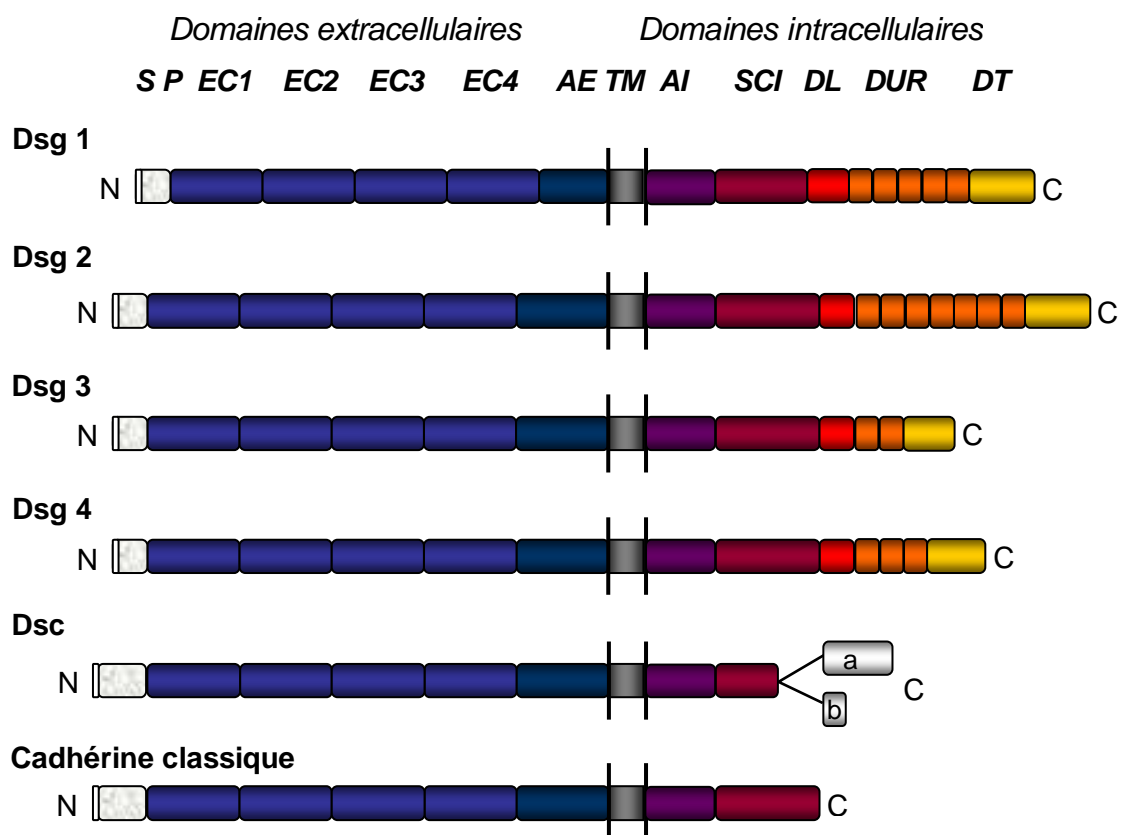 Domaines extracellulaires Domaines intracellulaires
S P EC1 EC2 EC3 EC4 AE TM AI SCI DL DUR DT
Dsg 1
N C
Dsg 2
N C
Dsg 3
N C
Dsg 4
N C
Dsc
a
N C
b
Cadhérine classique
N C